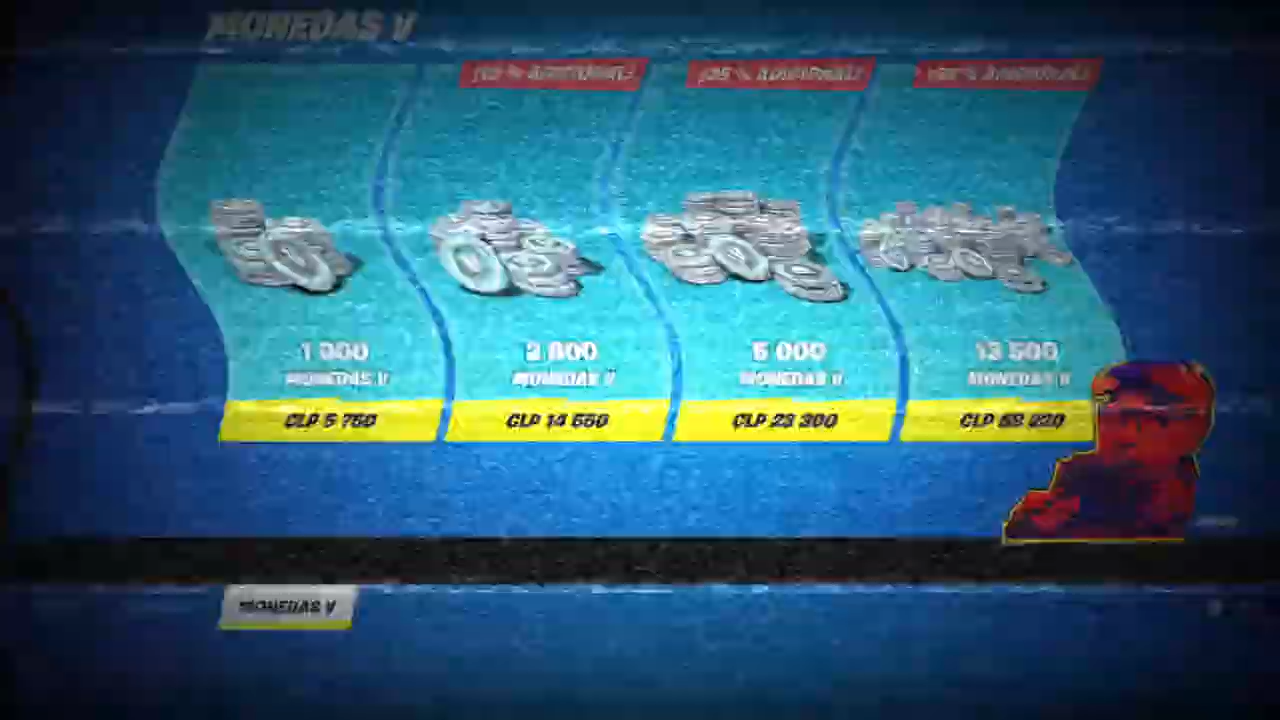 MONEDAS V
1 000
MONEDAS V
CLP 5 750
2 800
MONEDAS V
CLP 14 550
5 000
MONEDAS V
CLP 23 300
13 500
MONEDAS V
CLP
MONEDAS V